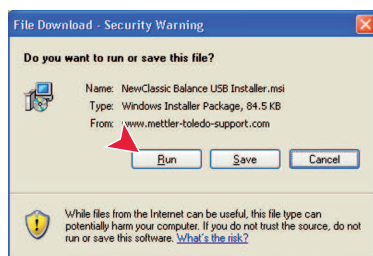 File Download - Security Warning
Do you want to run or save this file?
Name: NewClassic Balance USB Installer.msi
Type: Windows Installer Package, 84.5 KB
From: www.mettler-toledo-support.com
Run Save Cancel
While files from the Internet can be useful, this file type can
potentially harm your computer. If you do not trust the source, do not
run or save this software. What's the risk?